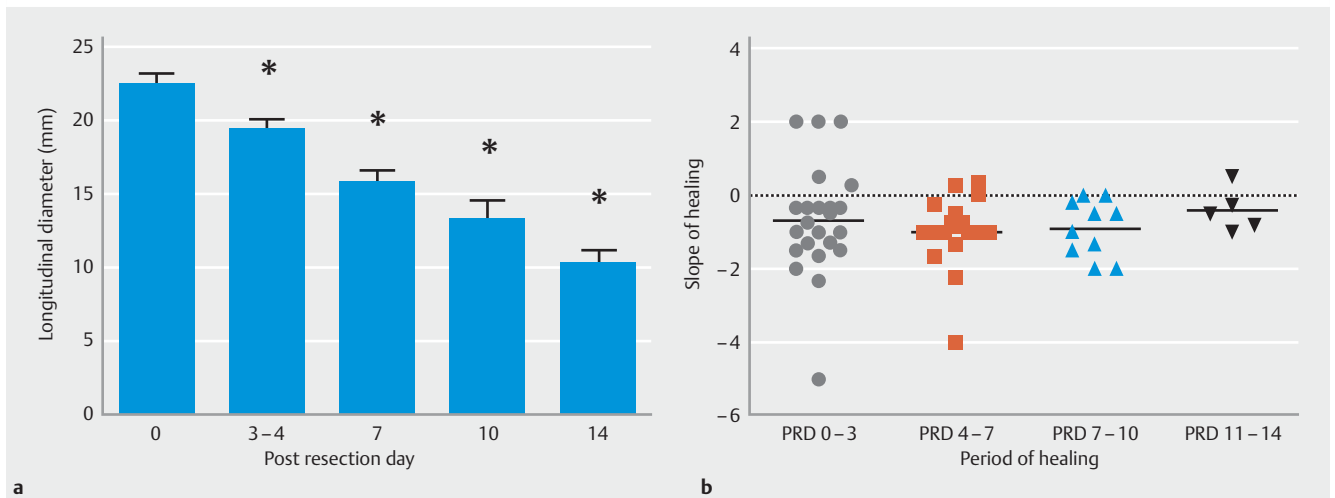 25
20
15
10
5
0
Longitudinal diameter (mm)
*
*
*
*
0 3–4 7 10 14
Post resection day
a
4
2
0
–2
–4
–6
Slope of healing
PRD 0–3 PRD 4–7 PRD 7–10 PRD 11–14
Period of healing
b